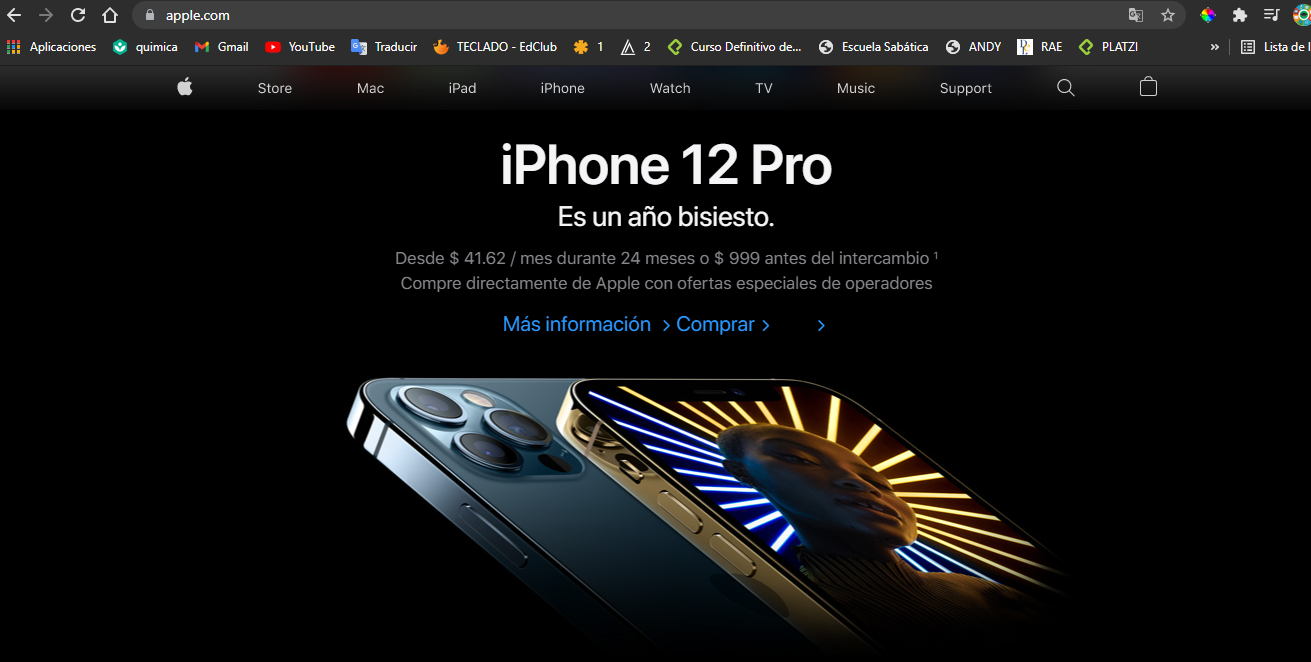 apple.com
Aplicaciones quimica Gmail YouTube Traducir TECLADO - EdClub 1 2 Curso Definitivo de... Escuela Sabática ANDY RAE PLATZI » Lista de l
Store Mac iPad iPhone Watch TV Music Support
iPhone 12 Pro
Es un año bisiesto.
Desde $ 41.62 / mes durante 24 meses o $ 999 antes del intercambio ¹
Compre directamente de Apple con ofertas especiales de operadores
Más información > Comprar > >